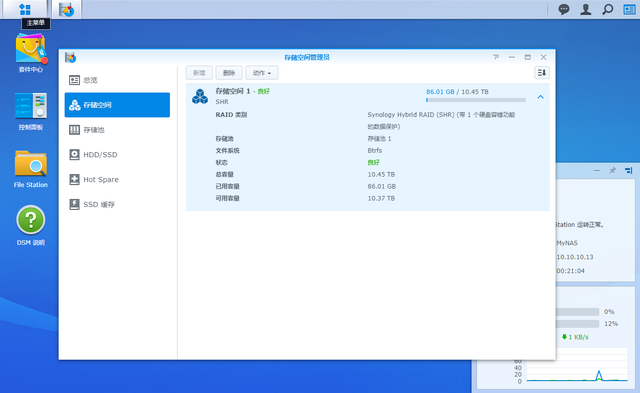 主菜单
套件中心
控制面板
File Station
DSM 说明
存储空间管理员
总览
存储空间
存储池
HDD/SSD
Hot Spare
SSD 缓存
新增
删除
动作
存储空间 1 - 良好
SHR
86.01 GB / 10.45 TB
RAID 类别
Synology Hybrid RAID (SHR) (带 1 个硬盘容错功能
的数据保护)
存储池
存储池 1
文件系统
Btrfs
状态
良好
总容量
10.45 TB
已用容量
86.01 GB
可用容量
10.37 TB
Station 运转正常。
MyNAS
10.10.10.13
00:21:04
0%
12%
1 KB/s
60
40
20
0